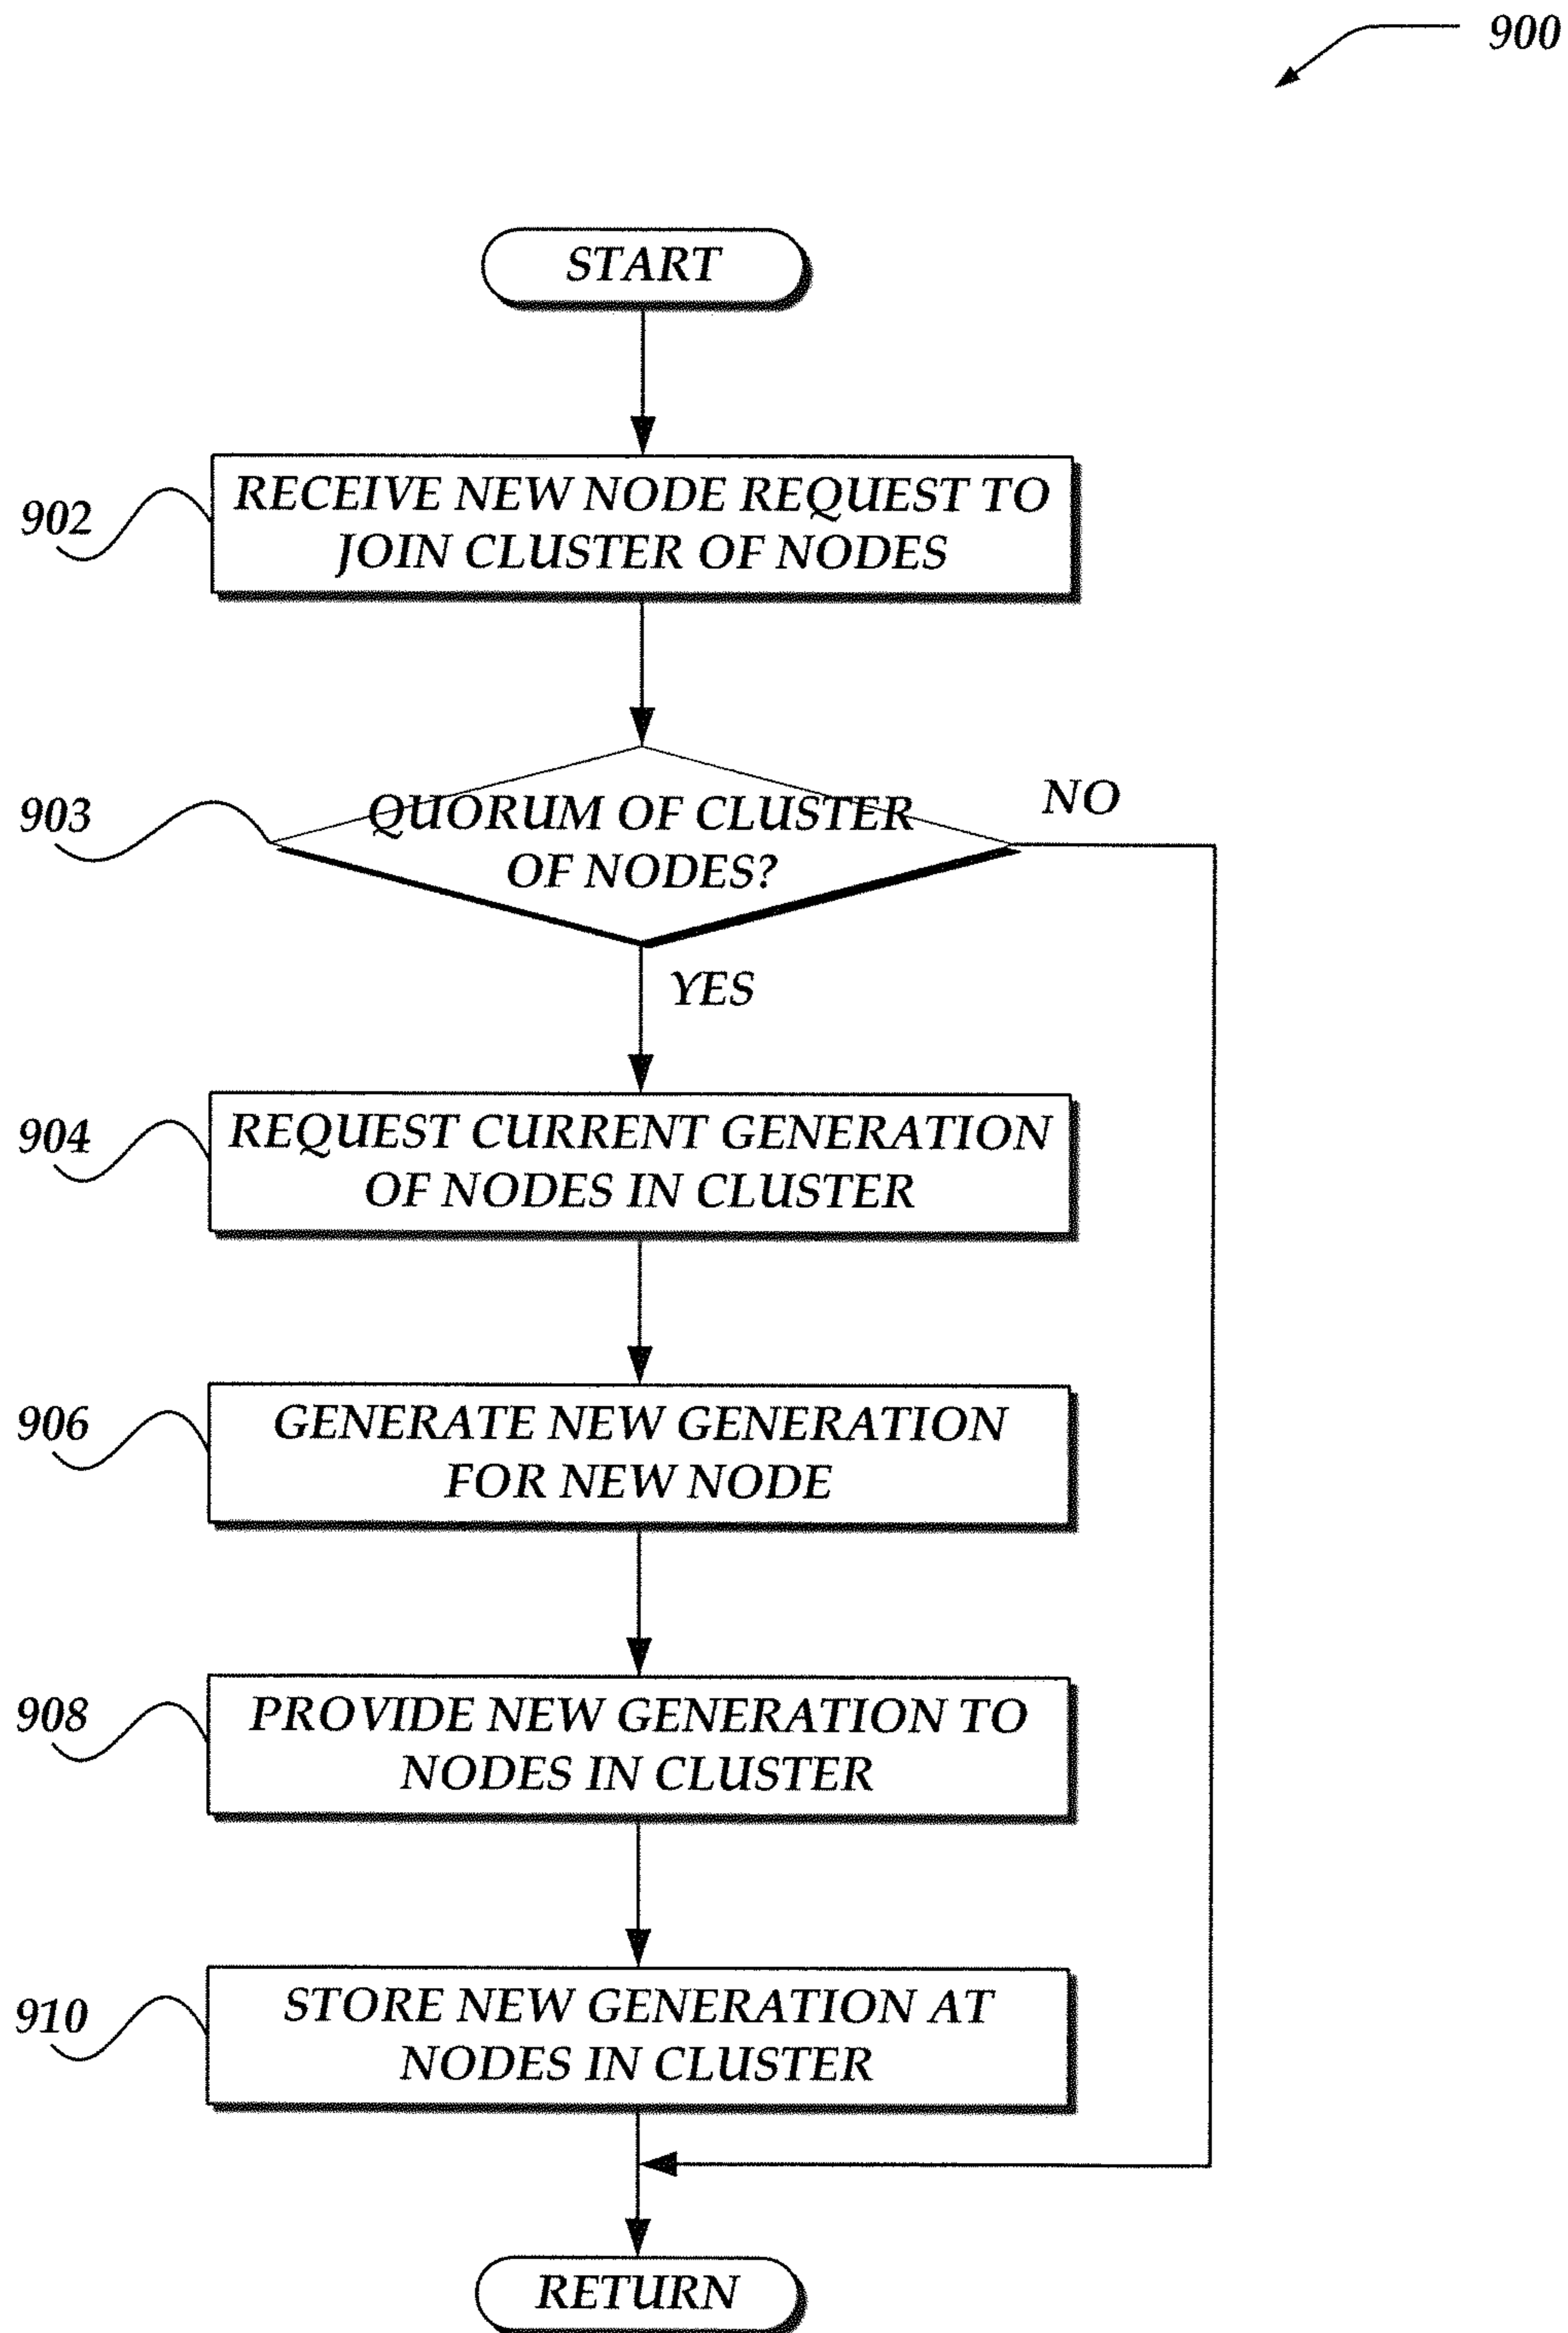 900
START
902
RECEIVE NEW NODE REQUEST TO
JOIN CLUSTER OF NODES
903
QUORUM OF CLUSTER
OF NODES?
NO
YES
904
REQUEST CURRENT GENERATION
OF NODES IN CLUSTER
906
GENERATE NEW GENERATION
FOR NEW NODE
908
PROVIDE NEW GENERATION TO
NODES IN CLUSTER
910
STORE NEW GENERATION AT
NODES IN CLUSTER
RETURN